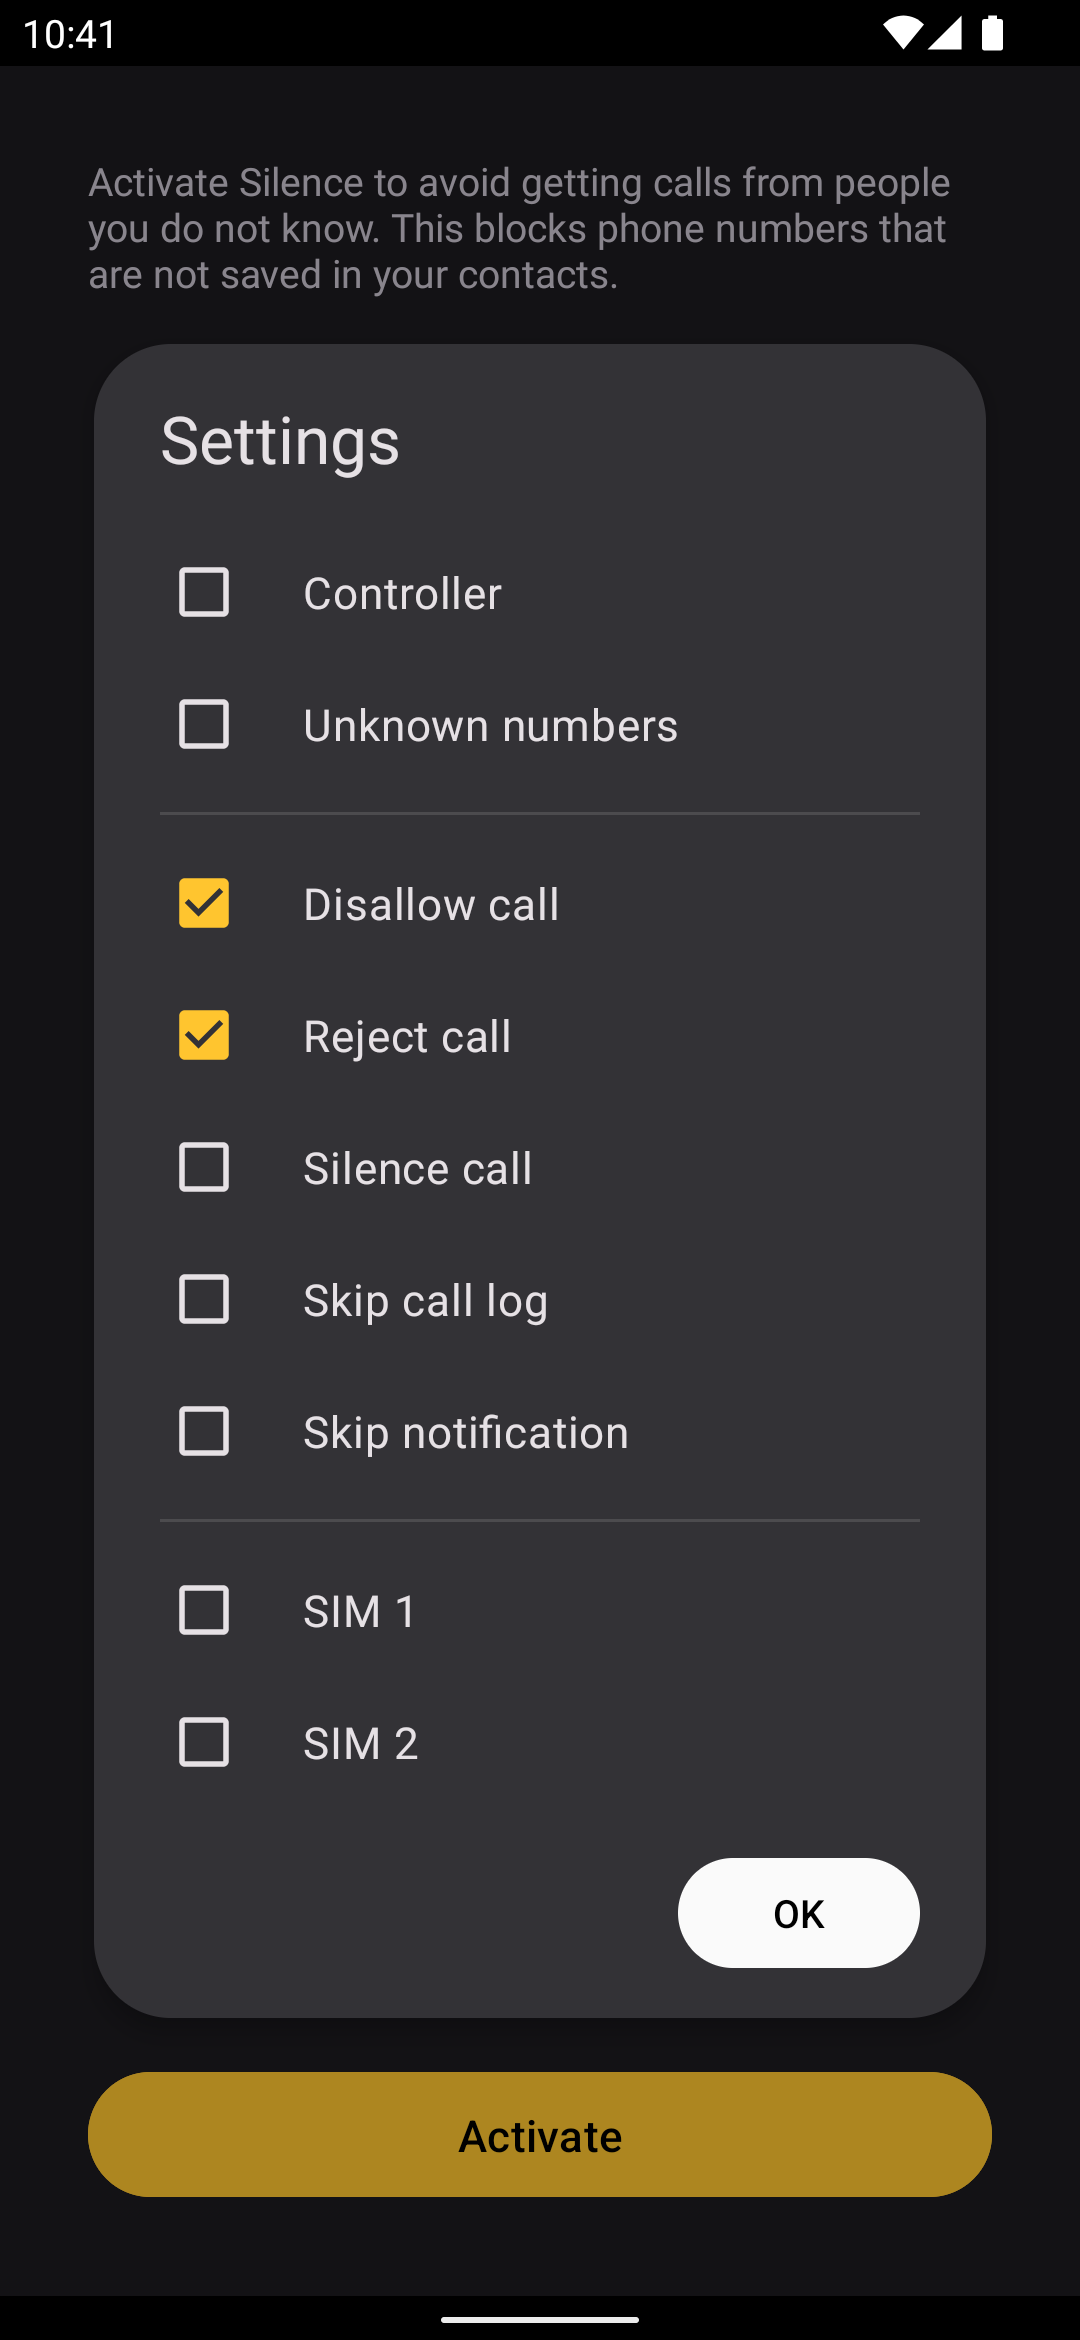 10:41
Activate Silence to avoid getting calls from people
you do not know. This blocks phone numbers that
are not saved in your contacts.
Settings
Controller
Unknown numbers
Disallow call
Reject call
Silence call
Skip call log
Skip notification
SIM 1
SIM 2
OK
Activate